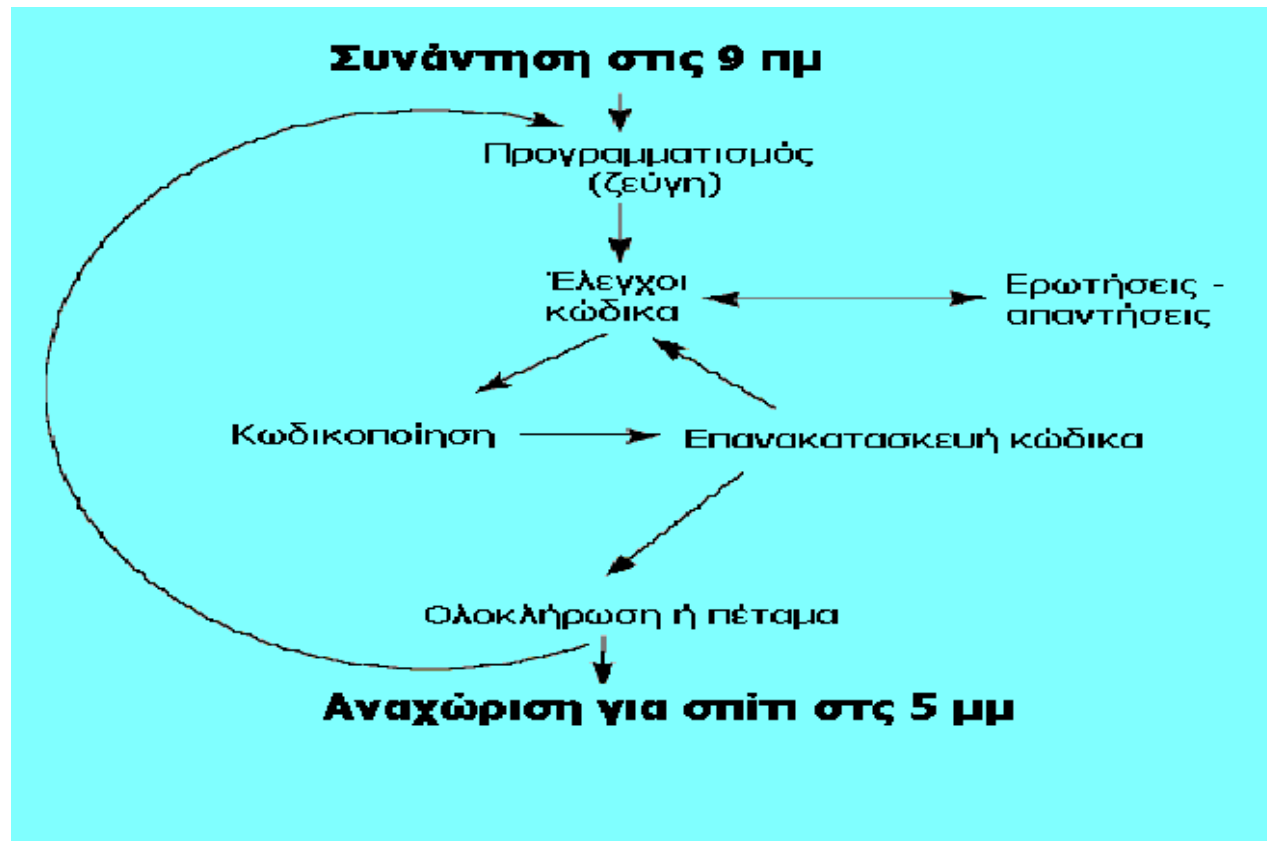 Συνάντηση στις 9 πμ
Προγραμματισμός
(ζεύγη)
Έλεγχοι
κώδικα
Ερωτήσεις -
απαντήσεις
Κωδικοποίηση
Επανακατασκευή κώδικα
Ολοκλήρωση ή πέταμα
Αναχώριση για σπίτι στς 5 μμ